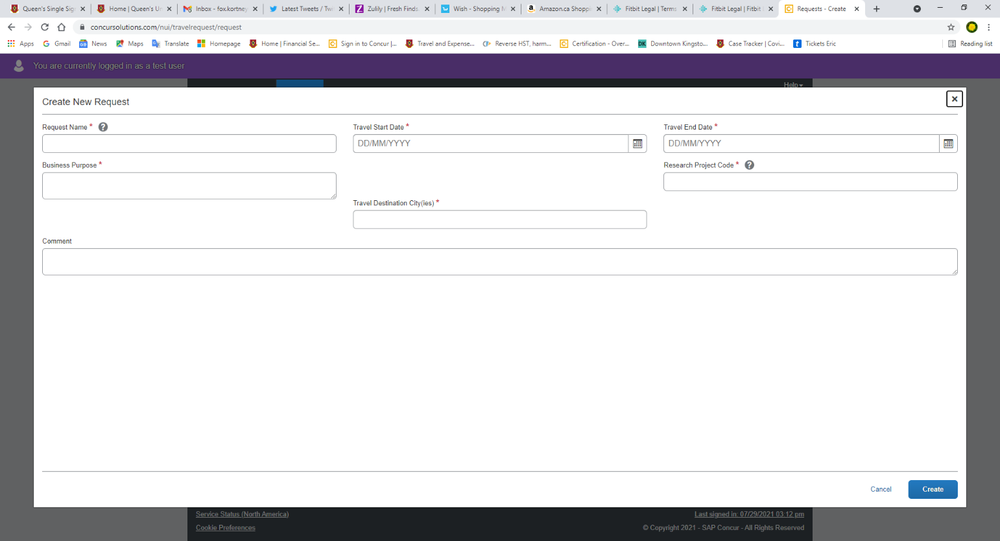 Queen's Single Sig
Home | Queen's Un
Inbox - fox.kortney
Latest Tweets / Twi
Zulily | Fresh Finds.
Wish - Shopping M
Amazon.ca Shoppi
Fitbit Legal | Terms
Fitbit Legal | Fitbit
Requests - Create
concursolutions.com/nui/travelrequest/request
Apps
Gmail
News
Maps
Translate
Homepage
Home | Financial Se...
Sign in to Concur |...
Travel and Expense...
Reverse HST, harm...
Certification - Over...
DK Downtown Kingsto...
Case Tracker | Covi...
Tickets Eric
Reading list
You are currently logged in as a test user
Help
Create New Request
Request Name *
Travel Start Date *
Travel End Date *
DD/MM/YYYY
DD/MM/YYYY
Business Purpose *
Research Project Code *
Travel Destination City(ies) *
Comment
Cancel
Create
Service Status (North America)
Last signed in: 07/29/2021 03:12 pm
Cookie Preferences
© Copyright 2021 - SAP Concur - All Rights Reserved